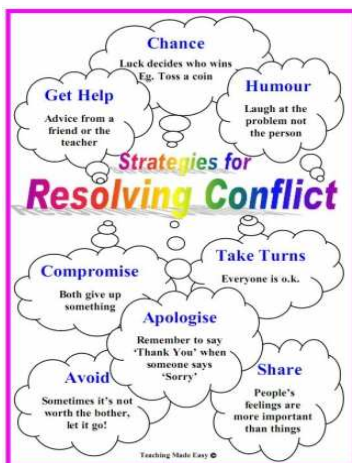 Chance
Luck decides who wins
Eg. Toss a coin
Get Help
Advice from a
friend or the
teacher
Humour
Laugh at the
problem not
the person
Strategies for
Resolving Conflict
Compromise
Both give up
something
Take Turns
Everyone is o.k.
Apologise
Remember to say
‘Thank You’ when
someone says
‘Sorry’
Avoid
Sometimes it's not
worth the bother,
let it go!
Share
People's
feelings are
more important
than things
Teaching Made Easy ©